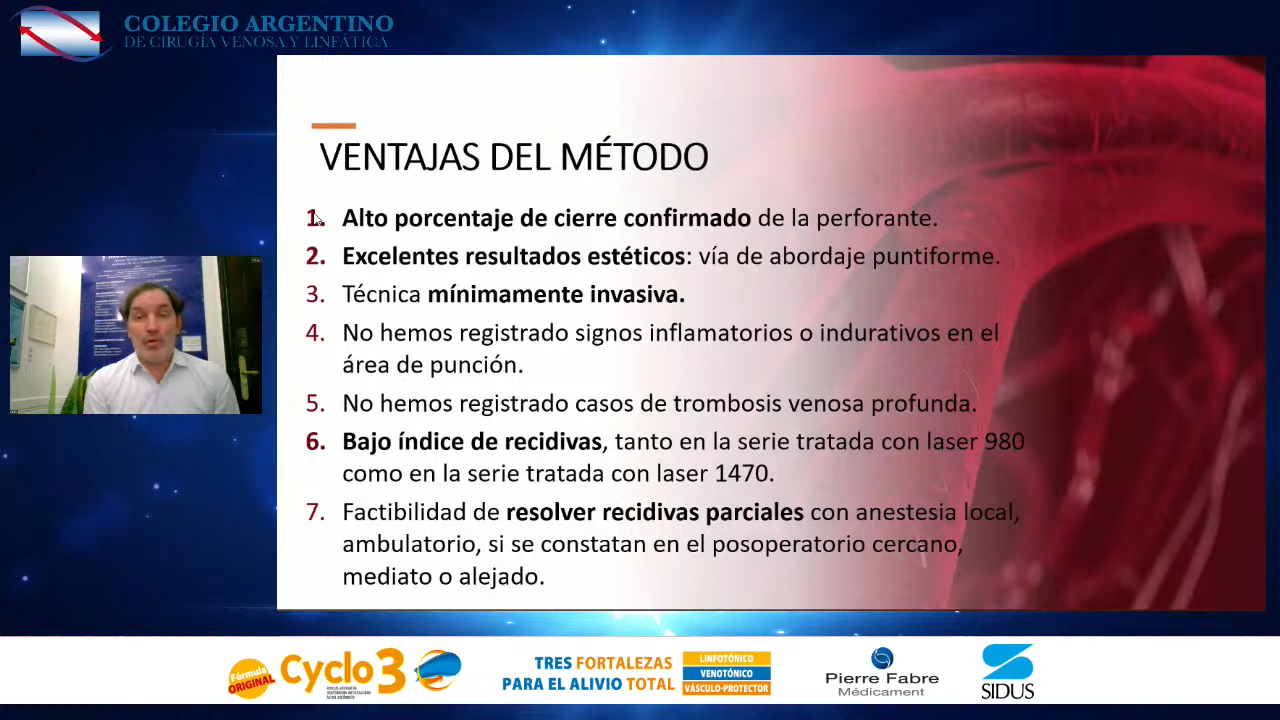 COLEGIO ARGENTINO
DE CIRUGÍA VENOSA Y LINFÁTICA
VENTAJAS DEL MÉTODO
1. Alto porcentaje de cierre confirmado de la perforante.
2. Excelentes resultados estéticos: vía de abordaje puntiforme.
3. Técnica mínimamente invasiva.
4. No hemos registrado signos inflamatorios o indurativos en el
área de punción.
5. No hemos registrado casos de trombosis venosa profunda.
6. Bajo índice de recidivas, tanto en la serie tratada con laser 980
como en la serie tratada con laser 1470.
7. Factibilidad de resolver recidivas parciales con anestesia local,
ambulatorio, si se constatan en el posoperatorio cercano,
mediato o alejado.
Fórmula
ORIGINAL
Cyclo 3
TRES FORTALEZAS
PARA EL ALIVIO TOTAL
LINFOTÓNICO
VENOTÓNICO
VÁSCULO-PROTECTOR
Pierre Fabre
Médicament
SIDUS